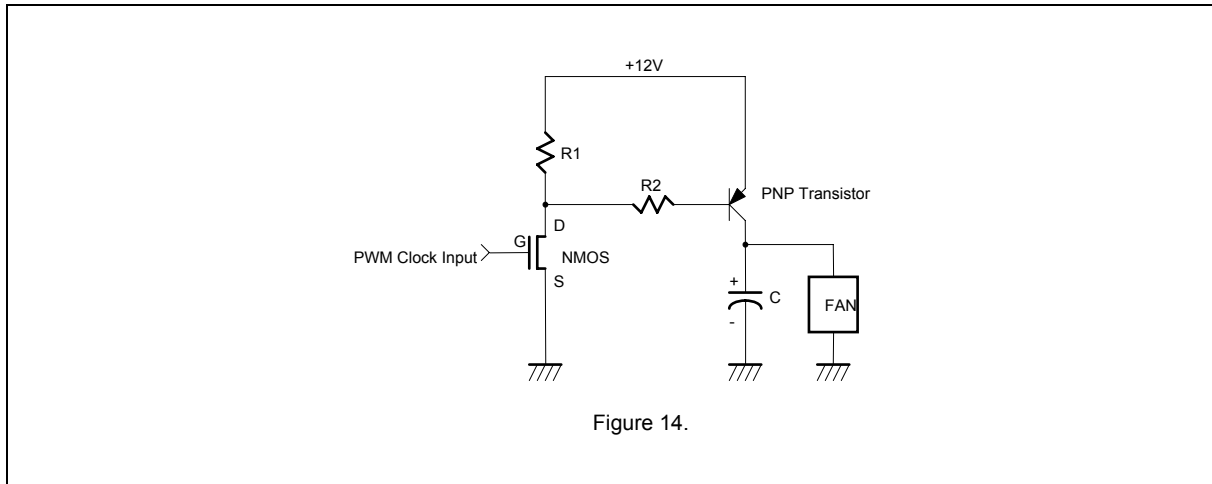 +12V
R1
R2
PNP Transistor
D
G
PWM Clock Input
NMOS
S
+
C
-
FAN
Figure 14.